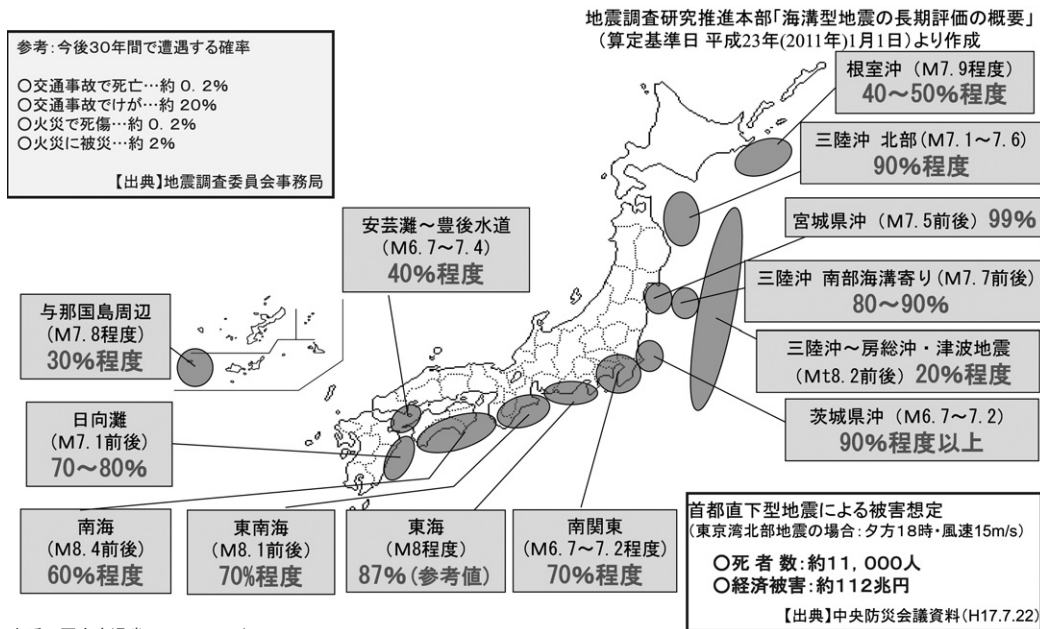 地震調査研究推進本部「海溝型地震の長期評価の概要」
(算定基準日 平成23年(2011年)1月1日)より作成
参考:今後30年間で遭遇する確率
○交通事故で死亡…約 0. 2%
○交通事故でけが…約 20%
○火災で死傷…約 0. 2%
○火災に被災…約 2%
【出典】地震調査委員会事務局
根室沖 (M7.9程度)
40~50%程度
三陸沖 北部(M7.1~7.6)
90%程度
宮城県沖 (M7.5前後) 99%
三陸沖 南部海溝寄り(M7.7前後)
80~90%
三陸沖~房総沖・津波地震
(Mt8.2前後) 20%程度
茨城県沖 (M6.7~7.2)
90%程度以上
安芸灘~豊後水道
(M6.7~7.4)
40%程度
与那国島周辺
(M7.8程度)
30%程度
日向灘
(M7.1前後)
70~80%
南海
(M8.4前後)
60%程度
東南海
(M8.1前後)
70%程度
東海
(M8程度)
87%(参考値)
南関東
(M6.7~7.2程度)
70%程度
首都直下型地震による被害想定
(東京湾北部地震の場合:夕方18時・風速15m/s)
○死 者 数:約11, 000人
○経済被害:約112兆円
【出典】中央防災会議資料(H17.7.22)